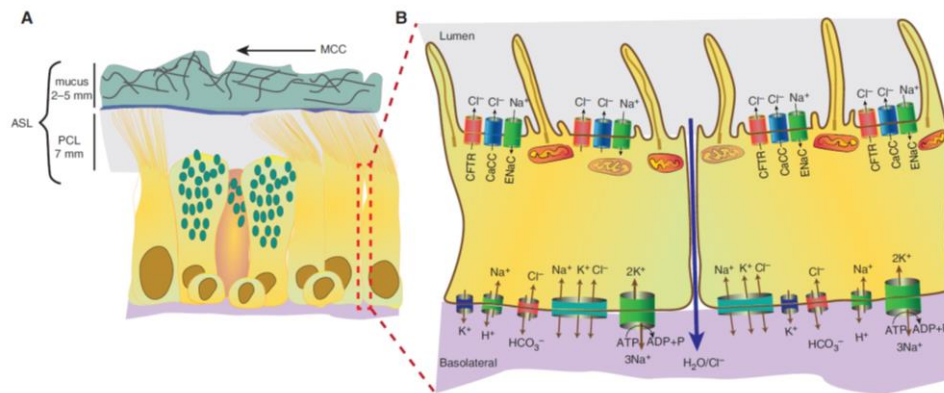 A
MCC
ASL
mucus
2–5 mm
PCL
7 mm
B
Lumen
Cl⁻ Cl⁻ Na⁺
CFTR
CaCC
ENaC
Cl⁻ Cl⁻ Na⁺
Cl⁻ Cl⁻ Na⁺
CFTR
CaCC
ENaC
Cl⁻ Cl⁻ Na⁺
CFTR
CaCC
ENaC
Na⁺
Cl⁻
Na⁺ K⁺ Cl⁻
2K⁺
K⁺
H⁺
HCO₃⁻
ATP
ADP+P
3Na⁺
Basolateral
H₂O/Cl⁻
Na⁺ K⁺ Cl⁻
Cl⁻
Na⁺
2K⁺
K⁺
HCO₃⁻
H⁺
ATP
ADP+P
3Na⁺